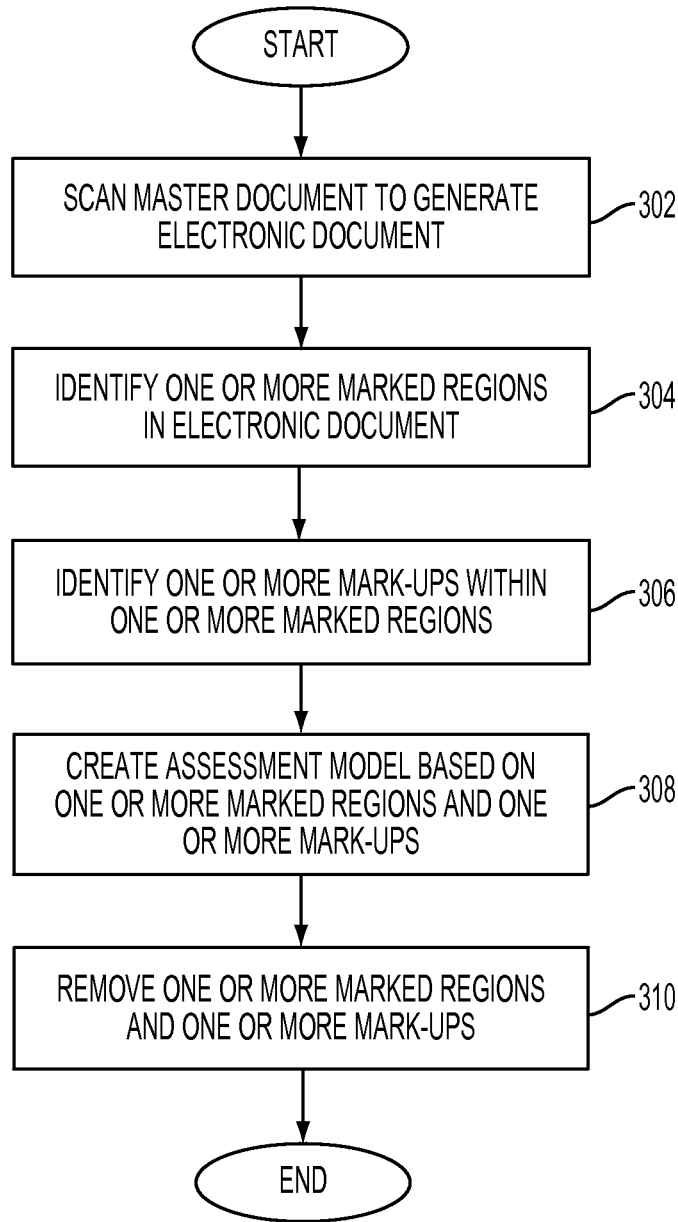 START
SCAN MASTER DOCUMENT TO GENERATE
ELECTRONIC DOCUMENT
302
IDENTIFY ONE OR MORE MARKED REGIONS
IN ELECTRONIC DOCUMENT
304
IDENTIFY ONE OR MORE MARK-UPS WITHIN
ONE OR MORE MARKED REGIONS
306
CREATE ASSESSMENT MODEL BASED ON
ONE OR MORE MARKED REGIONS AND ONE
OR MORE MARK-UPS
308
REMOVE ONE OR MORE MARKED REGIONS
AND ONE OR MORE MARK-UPS
310
END